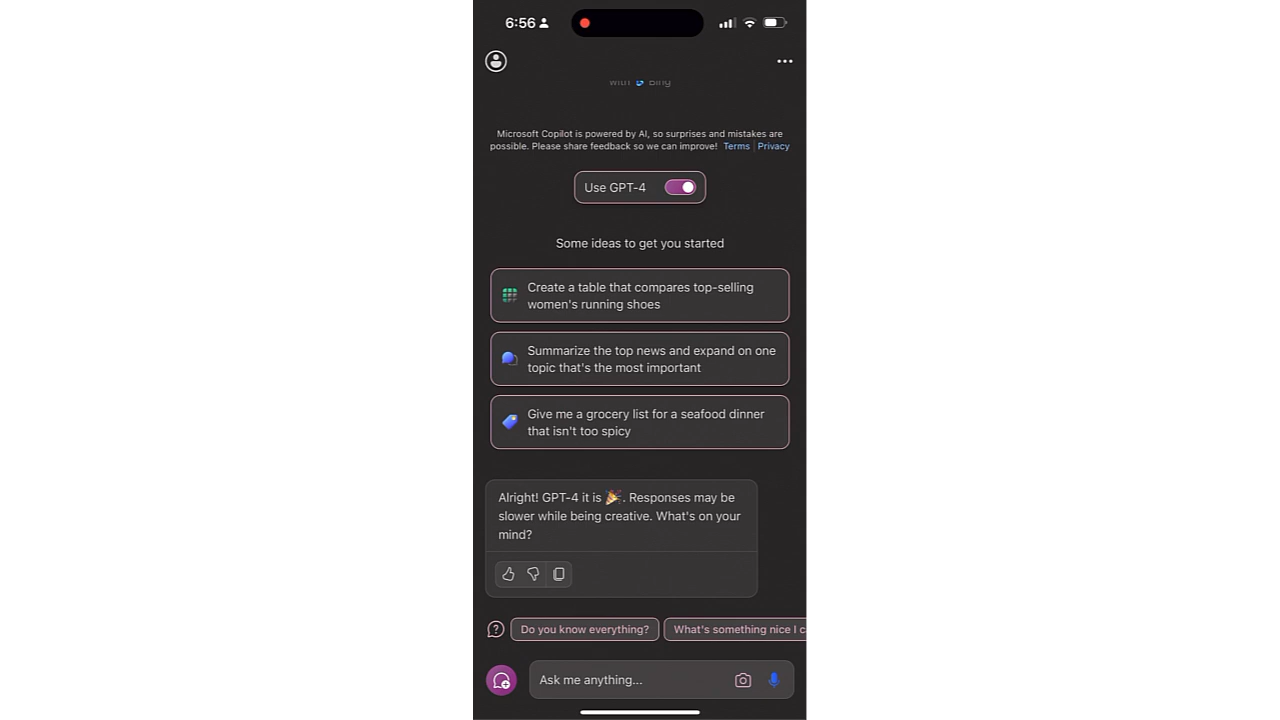 6:56
with Bing
Microsoft Copilot is powered by AI, so surprises and mistakes are
possible. Please share feedback so we can improve! Terms Privacy
Use GPT-4
Some ideas to get you started
Create a table that compares top-selling
women's running shoes
Summarize the top news and expand on one
topic that's the most important
Give me a grocery list for a seafood dinner
that isn't too spicy
Alright! GPT-4 it is 🎉. Responses may be
slower while being creative. What's on your
mind?
Do you know everything? What's something nice I
Ask me anything...